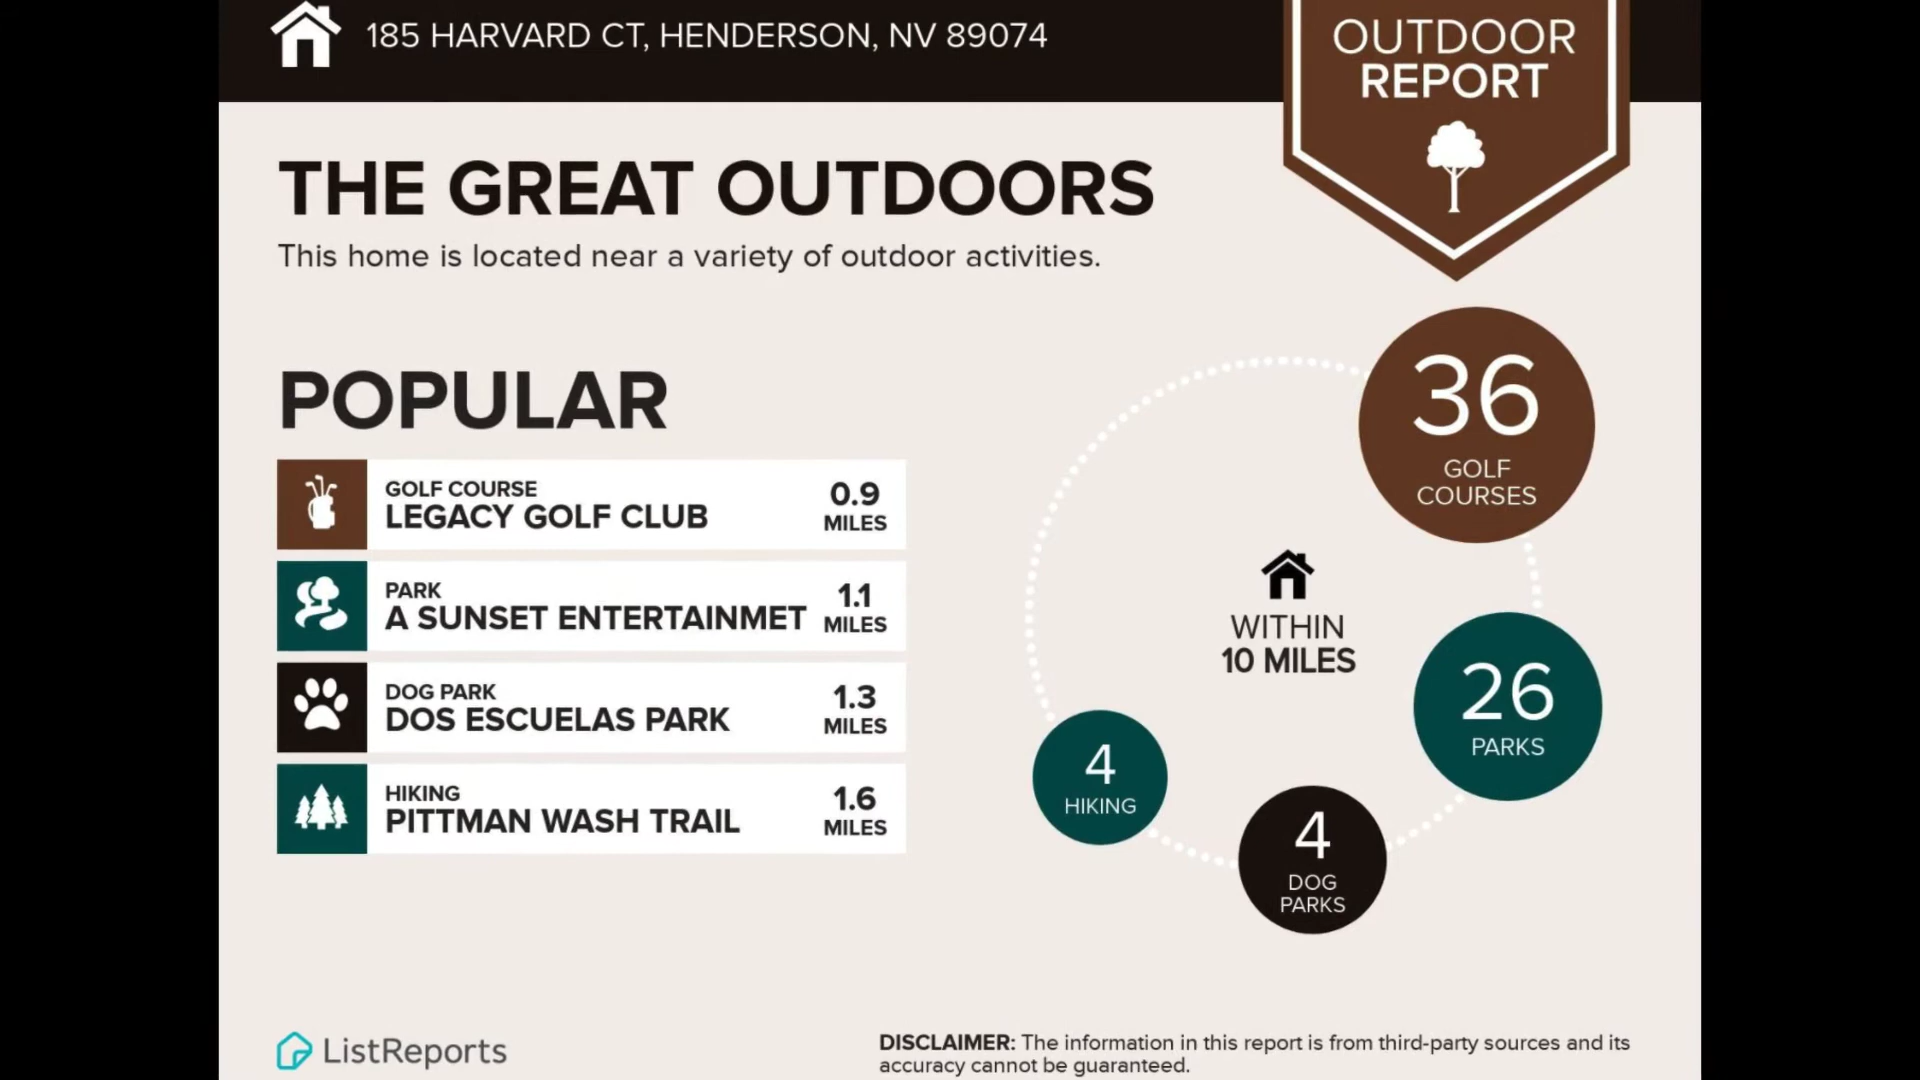 185 HARVARD CT, HENDERSON, NV 89074
OUTDOOR
REPORT
THE GREAT OUTDOORS
This home is located near a variety of outdoor activities.
POPULAR
GOLF COURSE
LEGACY GOLF CLUB
0.9
MILES
PARK
A SUNSET ENTERTAINMET
1.1
MILES
DOG PARK
DOS ESCUELAS PARK
1.3
MILES
HIKING
PITTMAN WASH TRAIL
1.6
MILES
36
GOLF
COURSES
WITHIN
10 MILES
26
PARKS
4
HIKING
4
DOG
PARKS
ListReports
DISCLAIMER: The information in this report is from third-party sources and its
accuracy cannot be guaranteed.